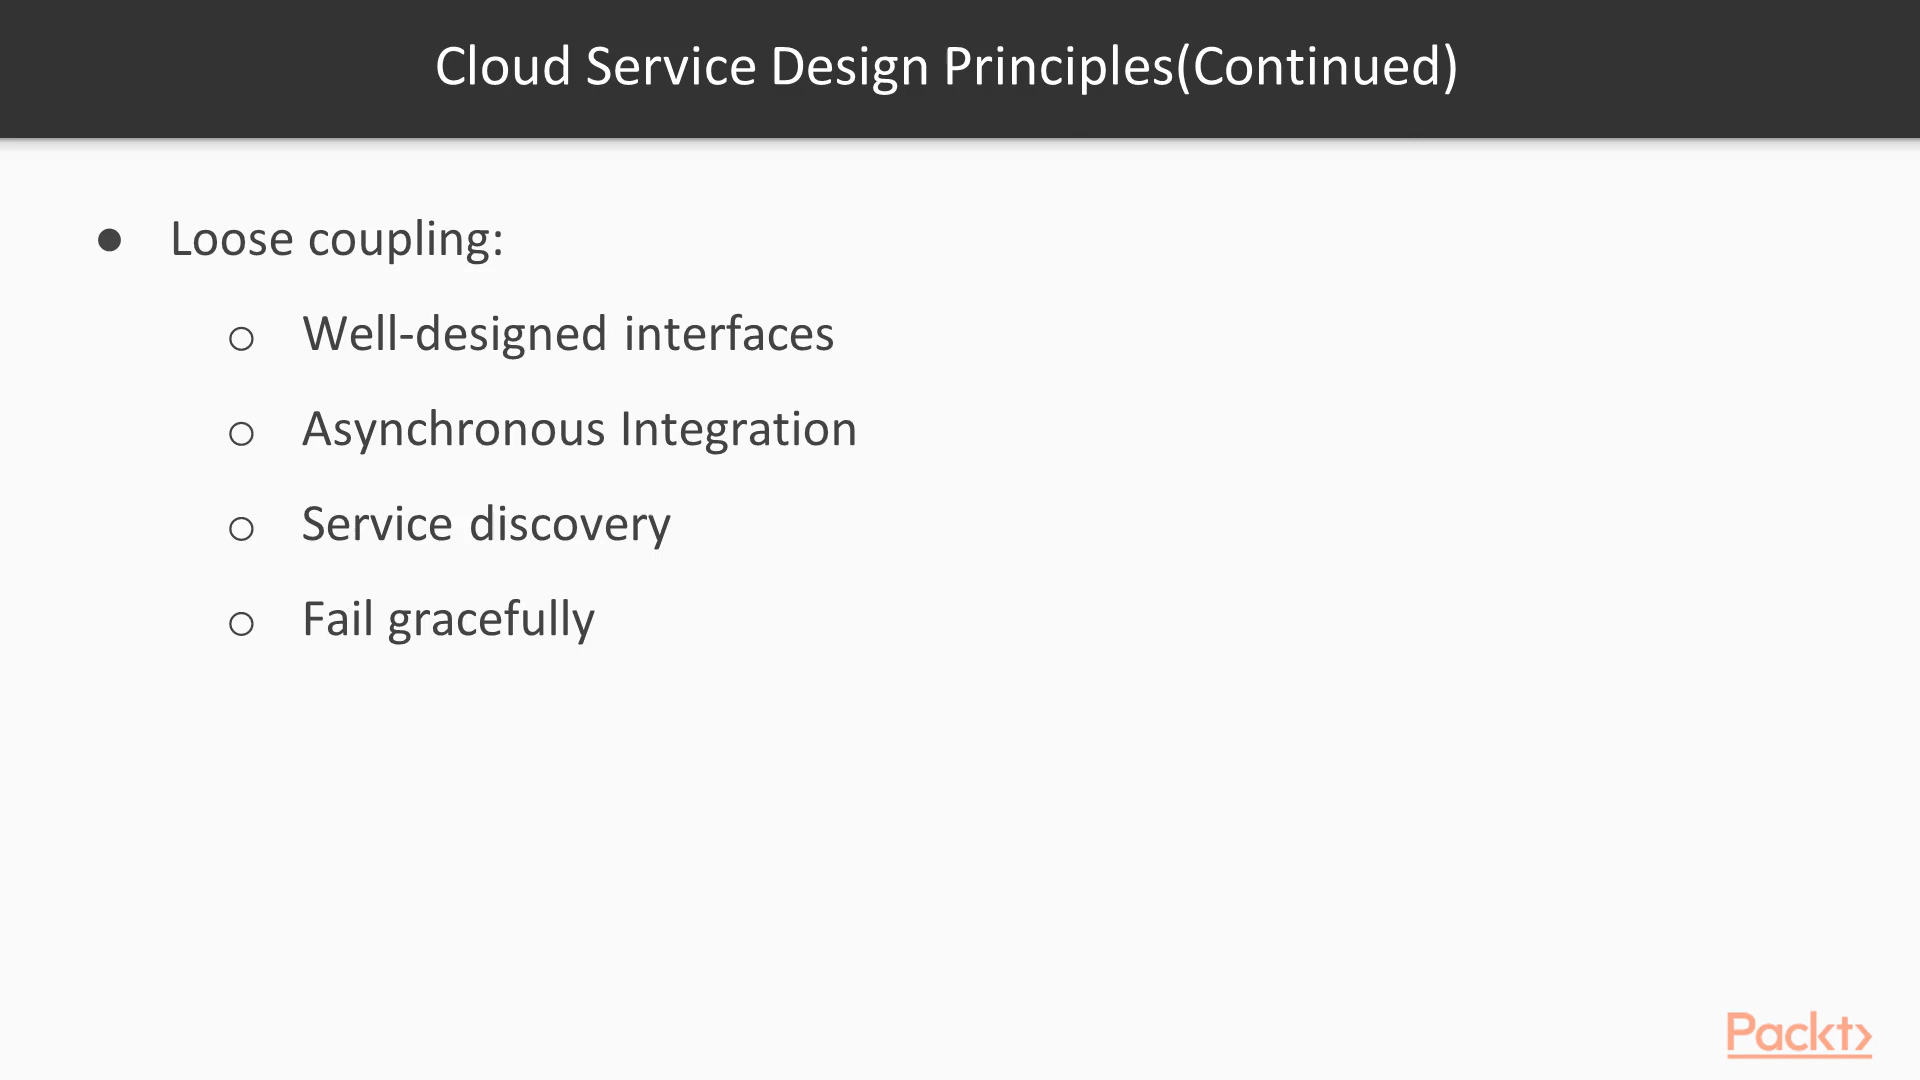 Cloud Service Design Principles(Continued)
● Loose coupling:
○ Well-designed interfaces
○ Asynchronous Integration
○ Service discovery
○ Fail gracefully
Packt>